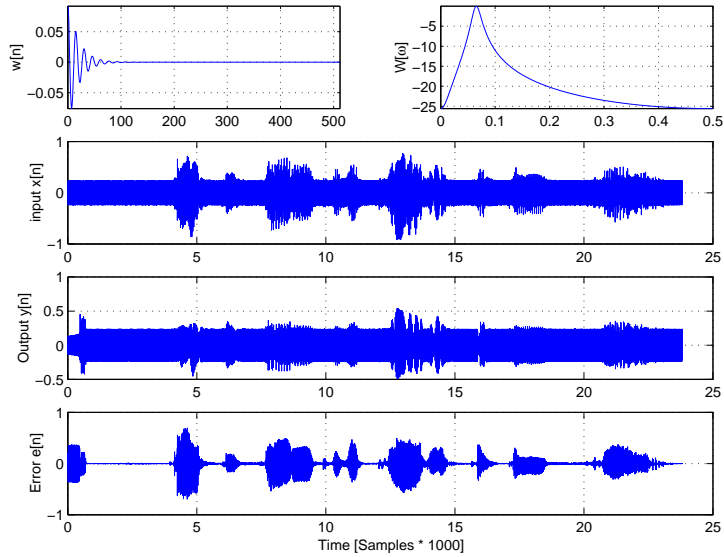 w[n]
0.05
0
−0.05
0 100 200 300 400 500
W[ω]
−5
−10
−15
−20
−25
0 0.1 0.2 0.3 0.4 0.5
input x[n]
1
0
−1
0 5 10 15 20 25
Output y[n]
1
0.5
0
−0.5
0 5 10 15 20 25
Error e[n]
1
0
−1
0 5 10 15 20 25
Time [Samples * 1000]